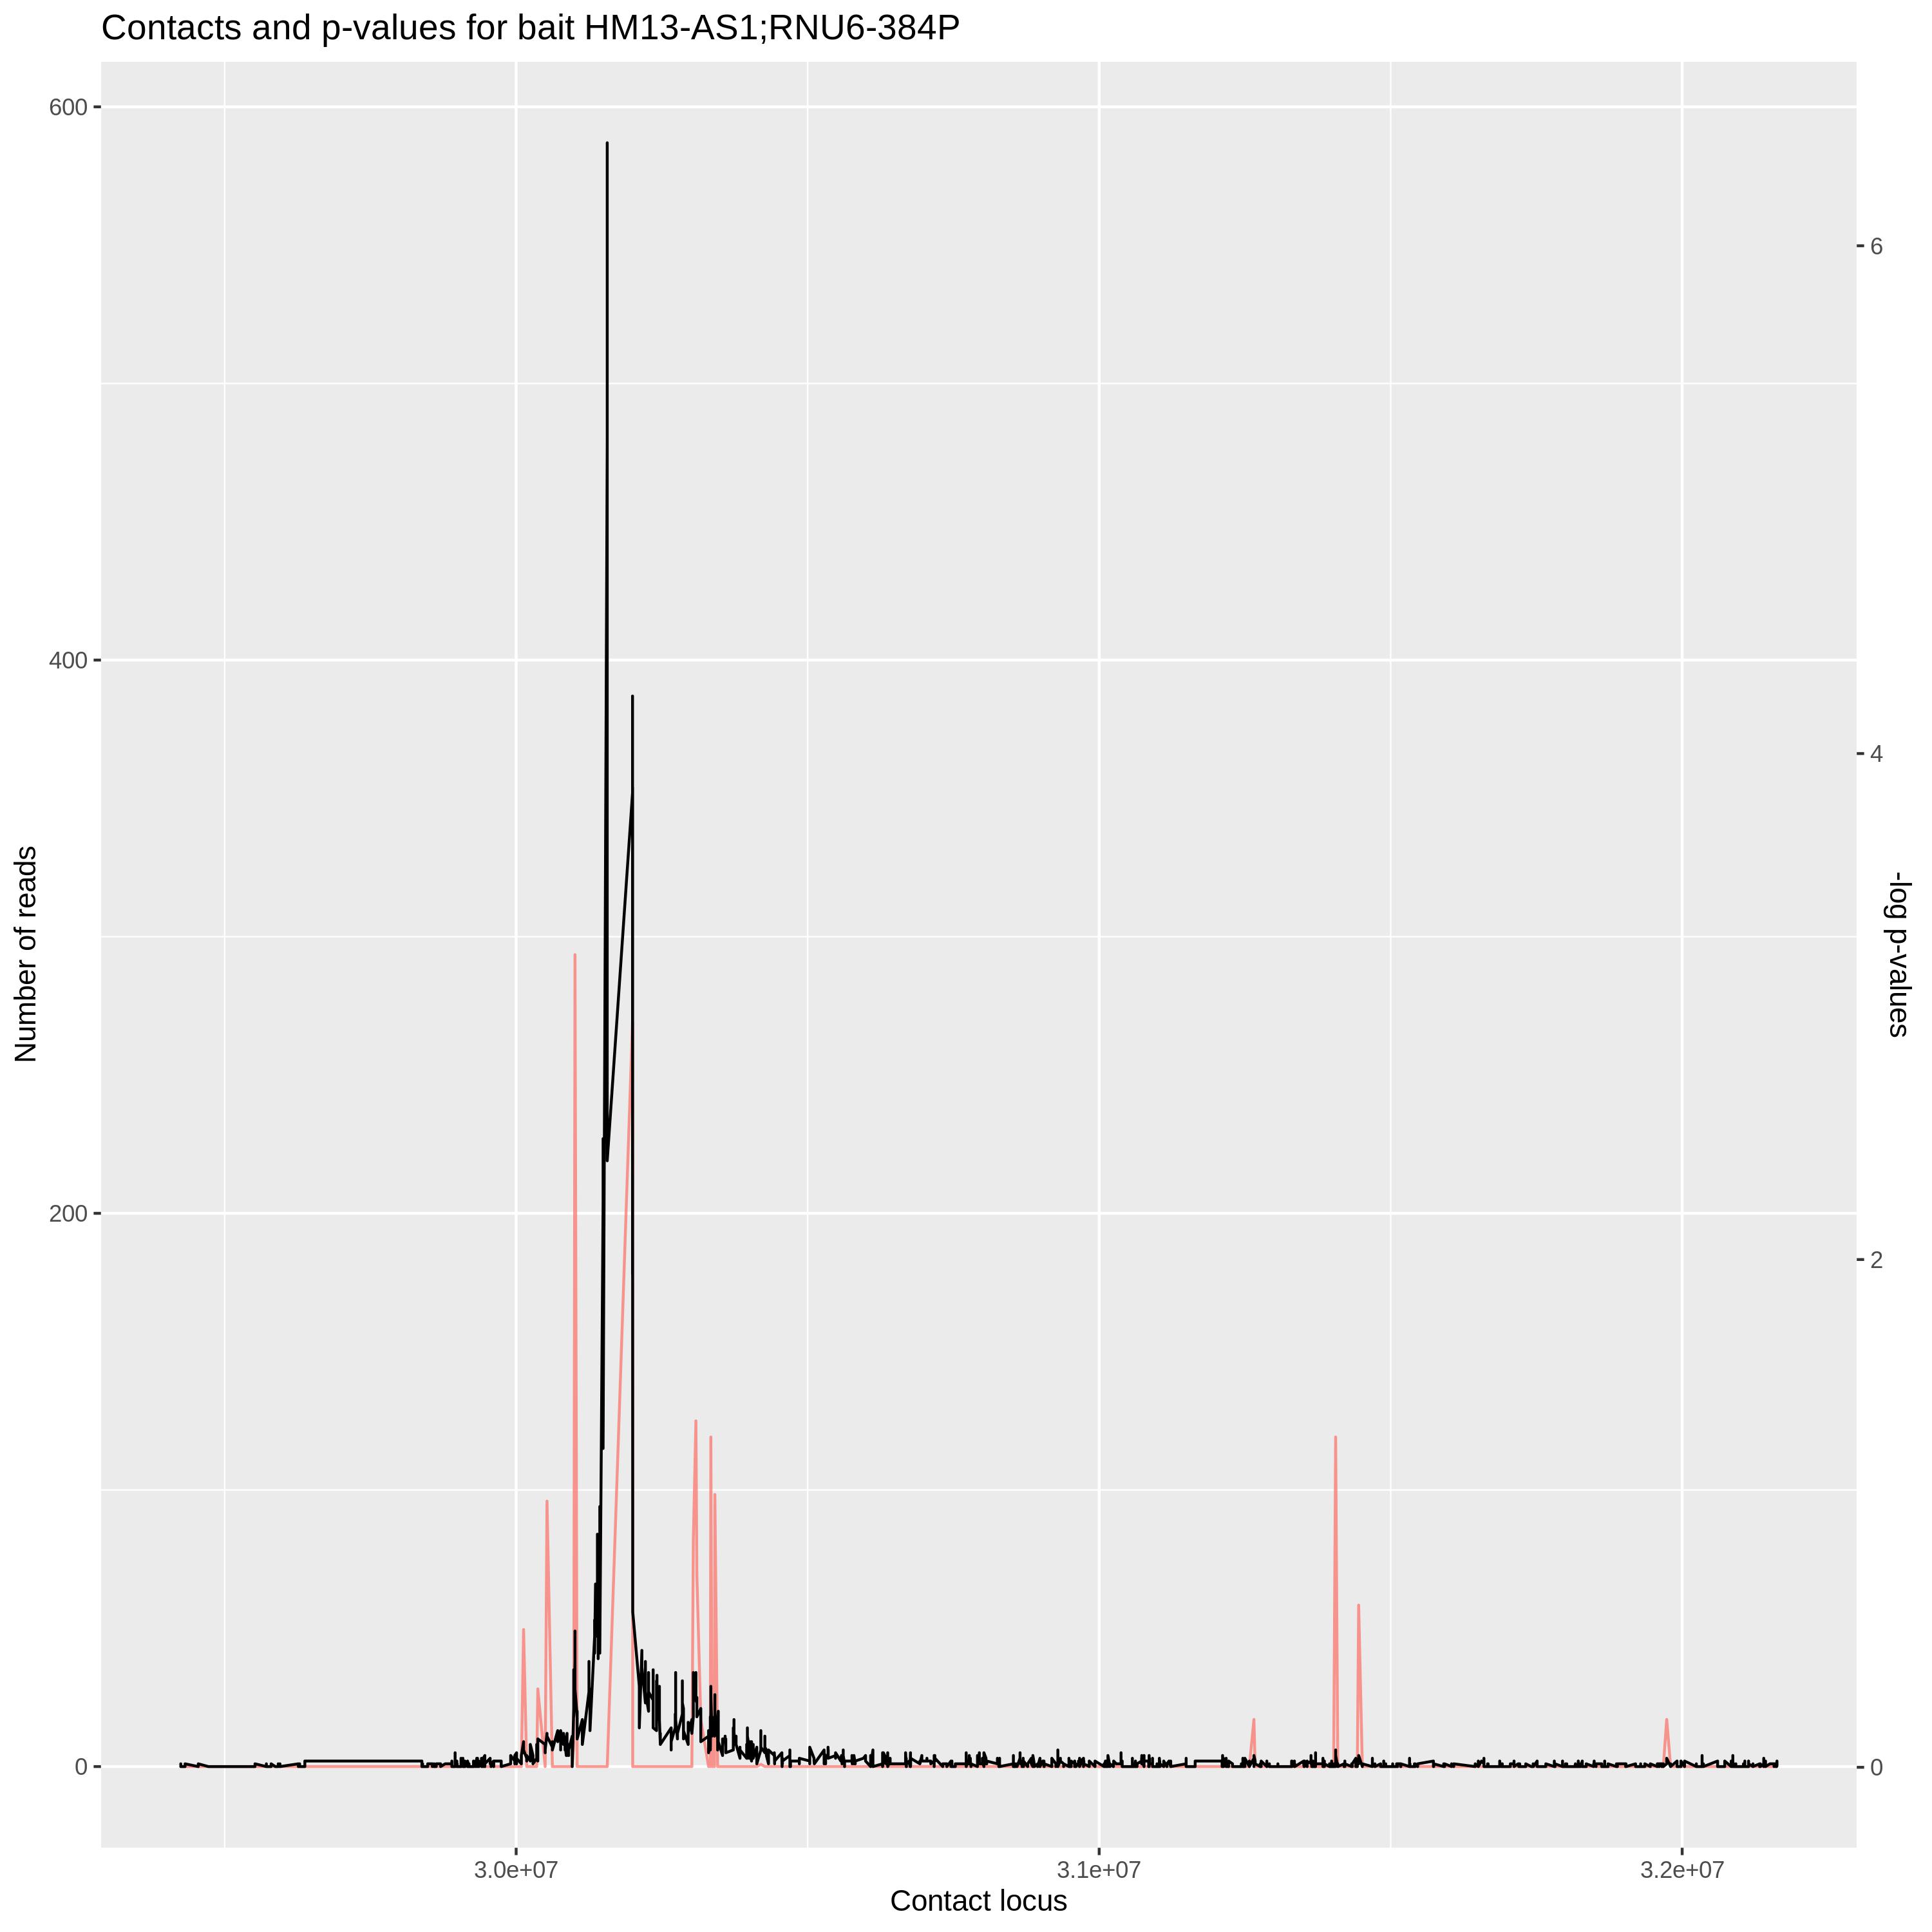 Contacts and p-values for bait HM13-AS1;RNU6-384P
600
400
200
0
Number of reads
6
4
2
0
-log p-values
3.0e+07
3.1e+07
3.2e+07
Contact locus